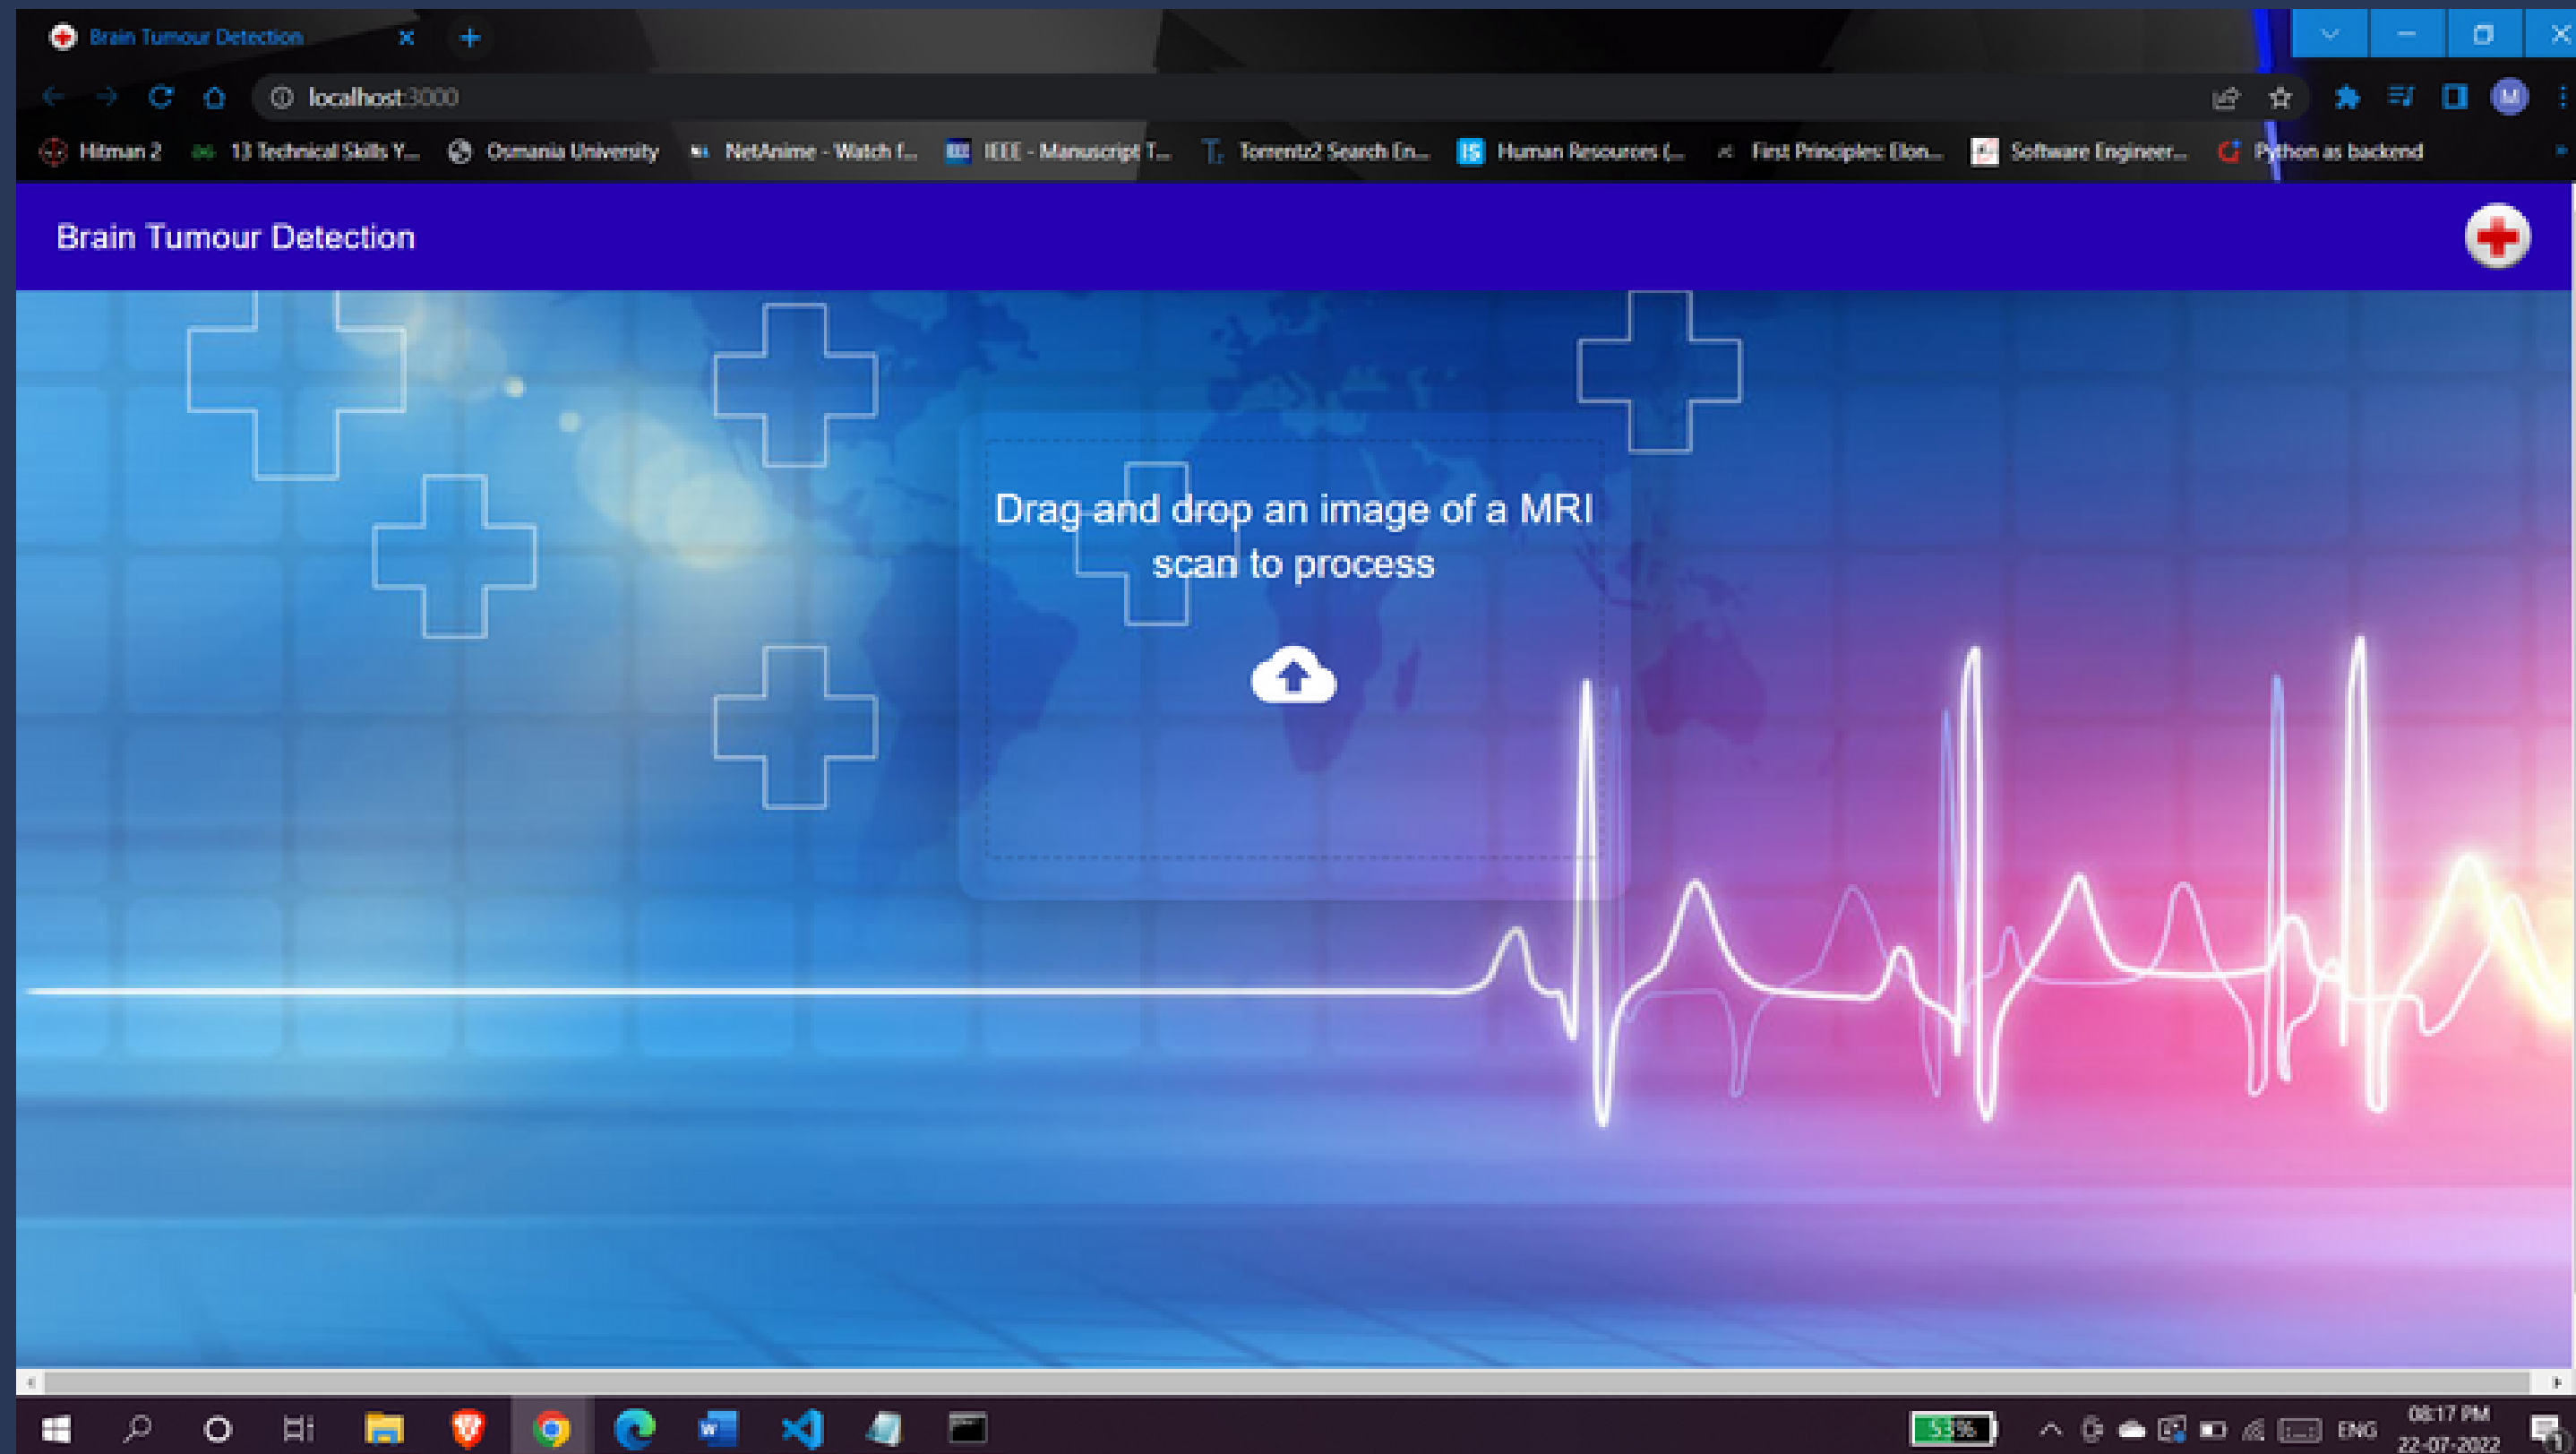 Brain Tumour Detection
localhost:3000
Hitman 2 13 Technical Skills Y... Osmania University NetAnime - Watch f... IEEE - Manuscript T... Torrentz2 Search En... Human Resources (... First Principles: Elon... Software Engineer... Python as backend
Brain Tumour Detection
Drag and drop an image of a MRI
scan to process
53% ENG 08:17 PM
22-07-2022